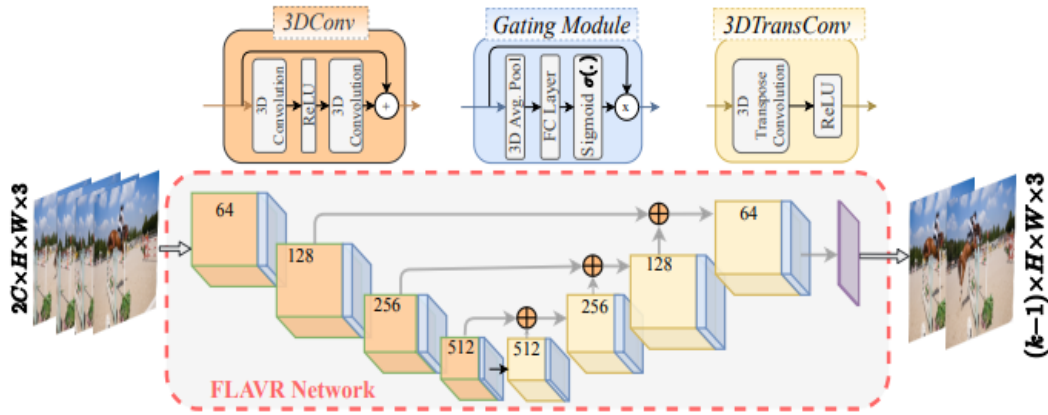 3DConv
3D
Convolution
ReLU
3D
Convolution
+
Gating Module
3D Avg. Pool
FC Layer
Sigmoid σ(.)
x
3DTransConv
3D
Transpose
Convolution
ReLU
2C×H×W×3
64
128
256
512
512
256
128
64
(k−1)×H×W×3
FLAVR Network